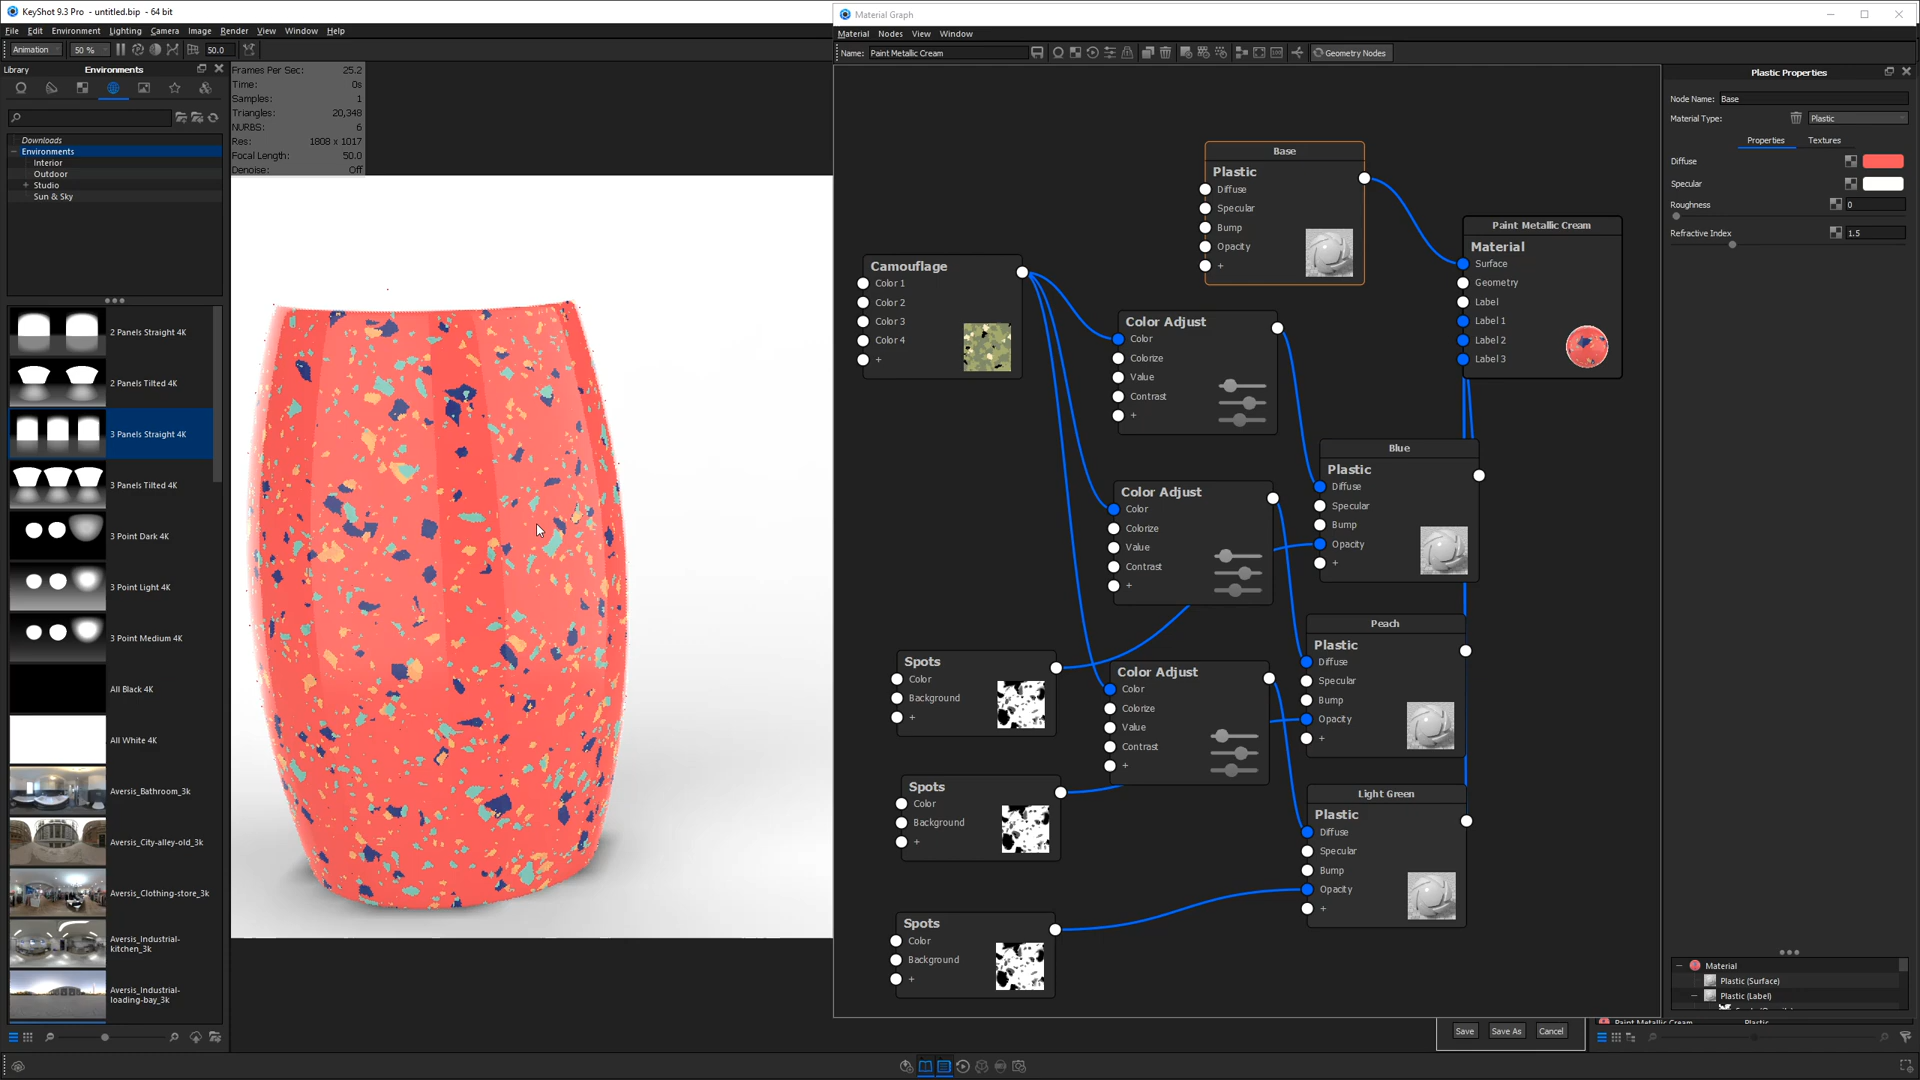 KeyShot 9.3 Pro - untitled.bip - 64 bit
File Edit Environment Lighting Camera Image Render View Window Help
Animation 50 % 50.0
Library Environments
Downloads
Environments
Interior
Outdoor
Studio
Sun & Sky
2 Panels Straight 4K
2 Panels Tilted 4K
3 Panels Straight 4K
3 Panels Tilted 4K
3 Point Dark 4K
3 Point Light 4K
3 Point Medium 4K
All Black 4K
All White 4K
Aversis_Bathroom_3k
Aversis_City-alley-old_3k
Aversis_Clothing-store_3k
Aversis_Industrial-
kitchen_3k
Aversis_Industrial-
loading-bay_3k
Frames Per Sec: 25.2
Time: 0s
Samples: 1
Triangles: 20,348
NURBS: 6
Res: 1808 x 1017
Focal Length: 50.0
Denoise: Off
Material Graph
Material Nodes View Window
Name: Paint Metallic Cream
Geometry Nodes
Base
Plastic
Diffuse
Specular
Bump
Opacity
+
Paint Metallic Cream
Material
Surface
Geometry
Label
Label 1
Label 2
Label 3
Camouflage
Color 1
Color 2
Color 3
Color 4
+
Color Adjust
Color
Colorize
Value
Contrast
+
Color Adjust
Color
Colorize
Value
Contrast
+
Color Adjust
Color
Colorize
Value
Contrast
+
Blue
Plastic
Diffuse
Specular
Bump
Opacity
+
Peach
Plastic
Diffuse
Specular
Bump
Opacity
+
Light Green
Plastic
Diffuse
Specular
Bump
Opacity
+
Spots
Color
Background
+
Spots
Color
Background
+
Spots
Color
Background
+
Plastic Properties
Node Name: Base
Material Type: Plastic
Properties Textures
Diffuse
Specular
Roughness 0
Refractive Index 1.5
Material
Plastic (Surface)
Plastic (Label)
Paint Metallic Cream Plastic
Save Save As Cancel